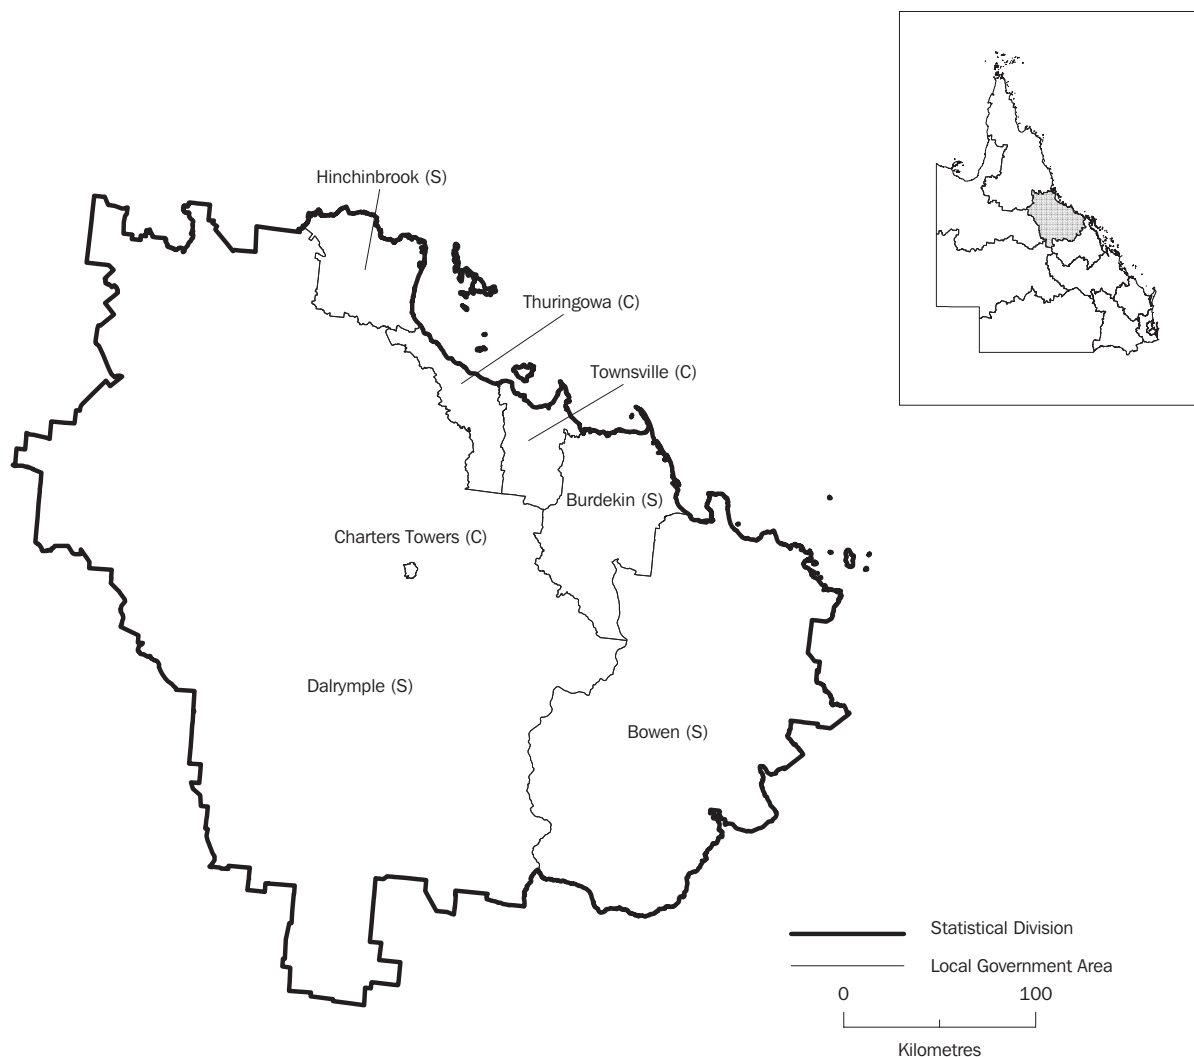 Hinchinbrook (S)
Thuringowa (C)
Townsville (C)
Burdekin (S)
Charters Towers (C)
Dalrymple (S)
Bowen (S)
Statistical Division
Local Government Area
0 100
Kilometres